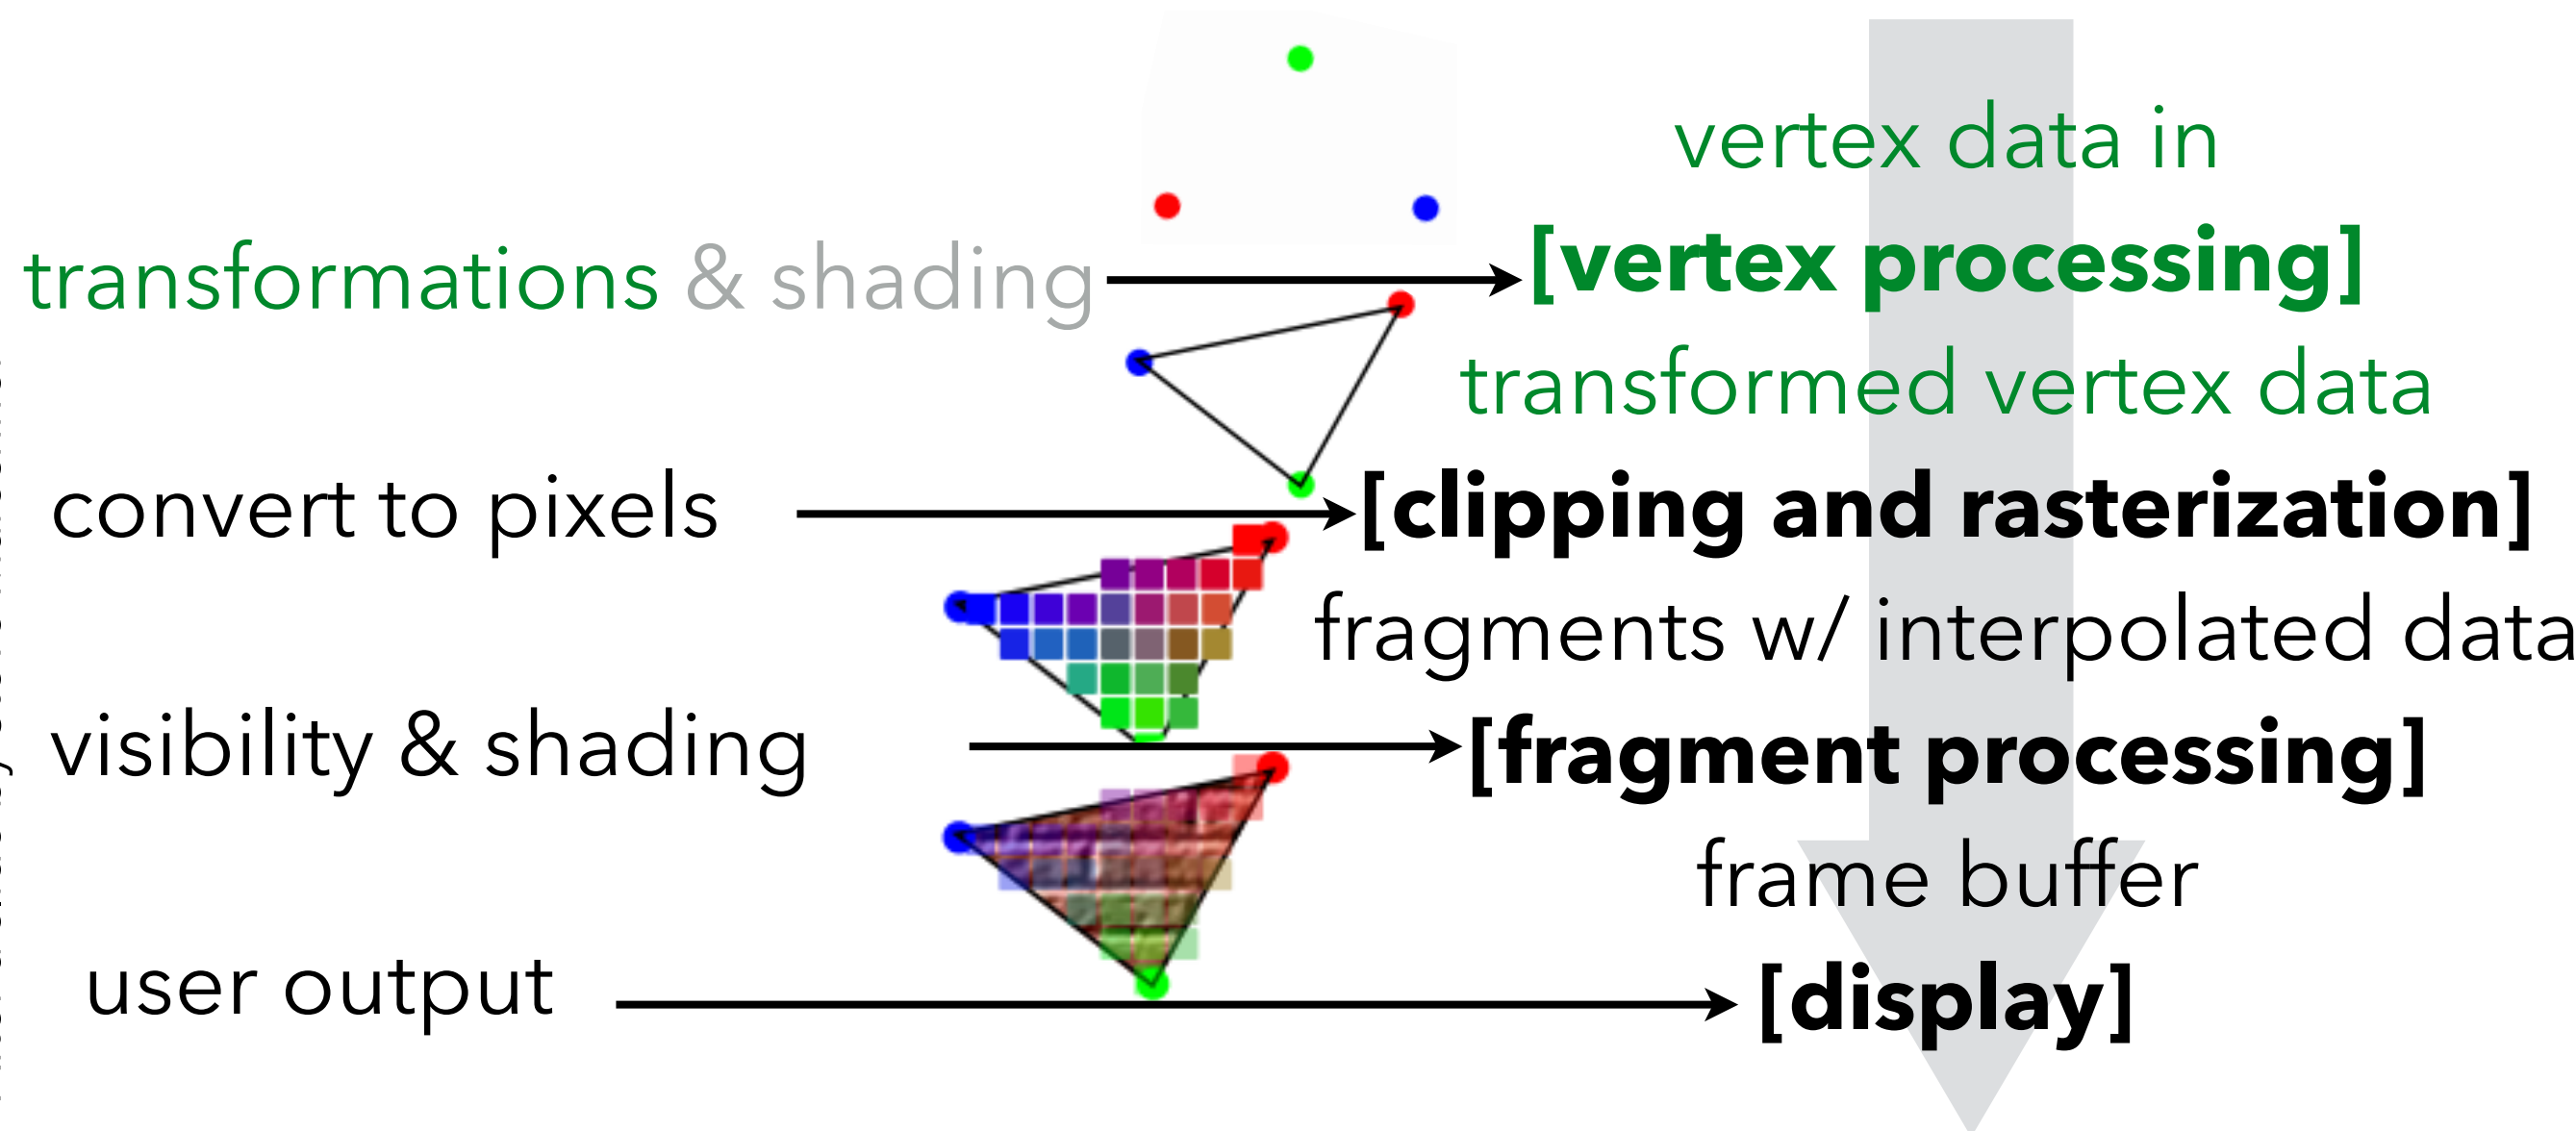 vertex data in
transformations & shading [vertex processing]
transformed vertex data
convert to pixels [clipping and rasterization]
fragments w/ interpolated data
visibility & shading [fragment processing]
frame buffer
user output [display]